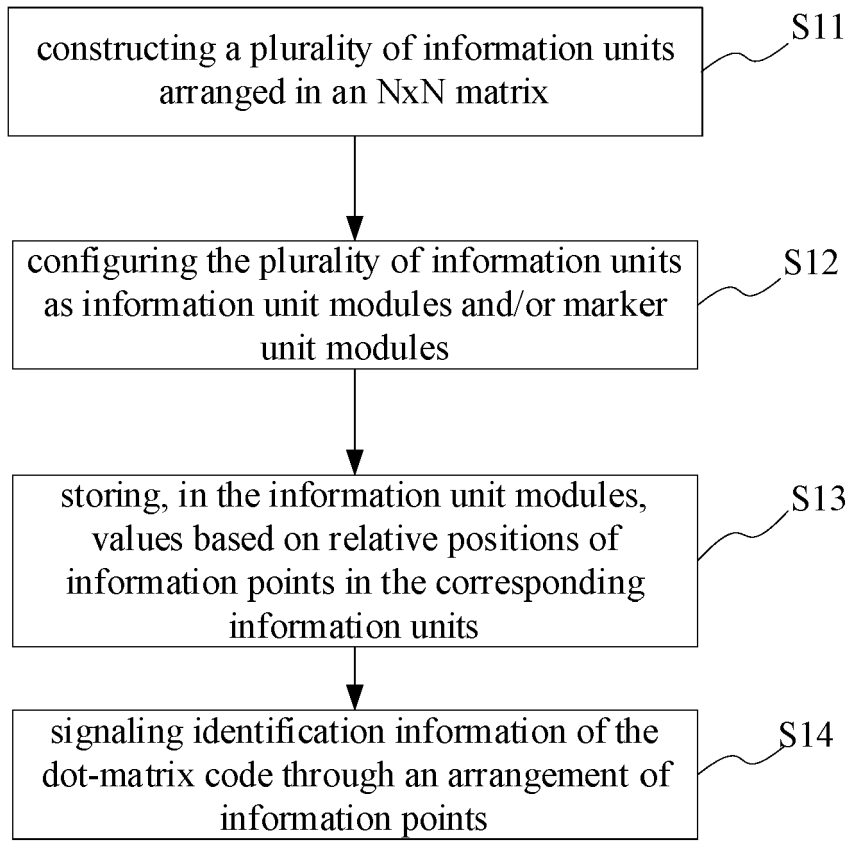 constructing a plurality of information units
arranged in an NxN matrix
S11
configuring the plurality of information units
as information unit modules and/or marker
unit modules
S12
storing, in the information unit modules,
values based on relative positions of
information points in the corresponding
information units
S13
signaling identification information of the
dot-matrix code through an arrangement of
information points
S14